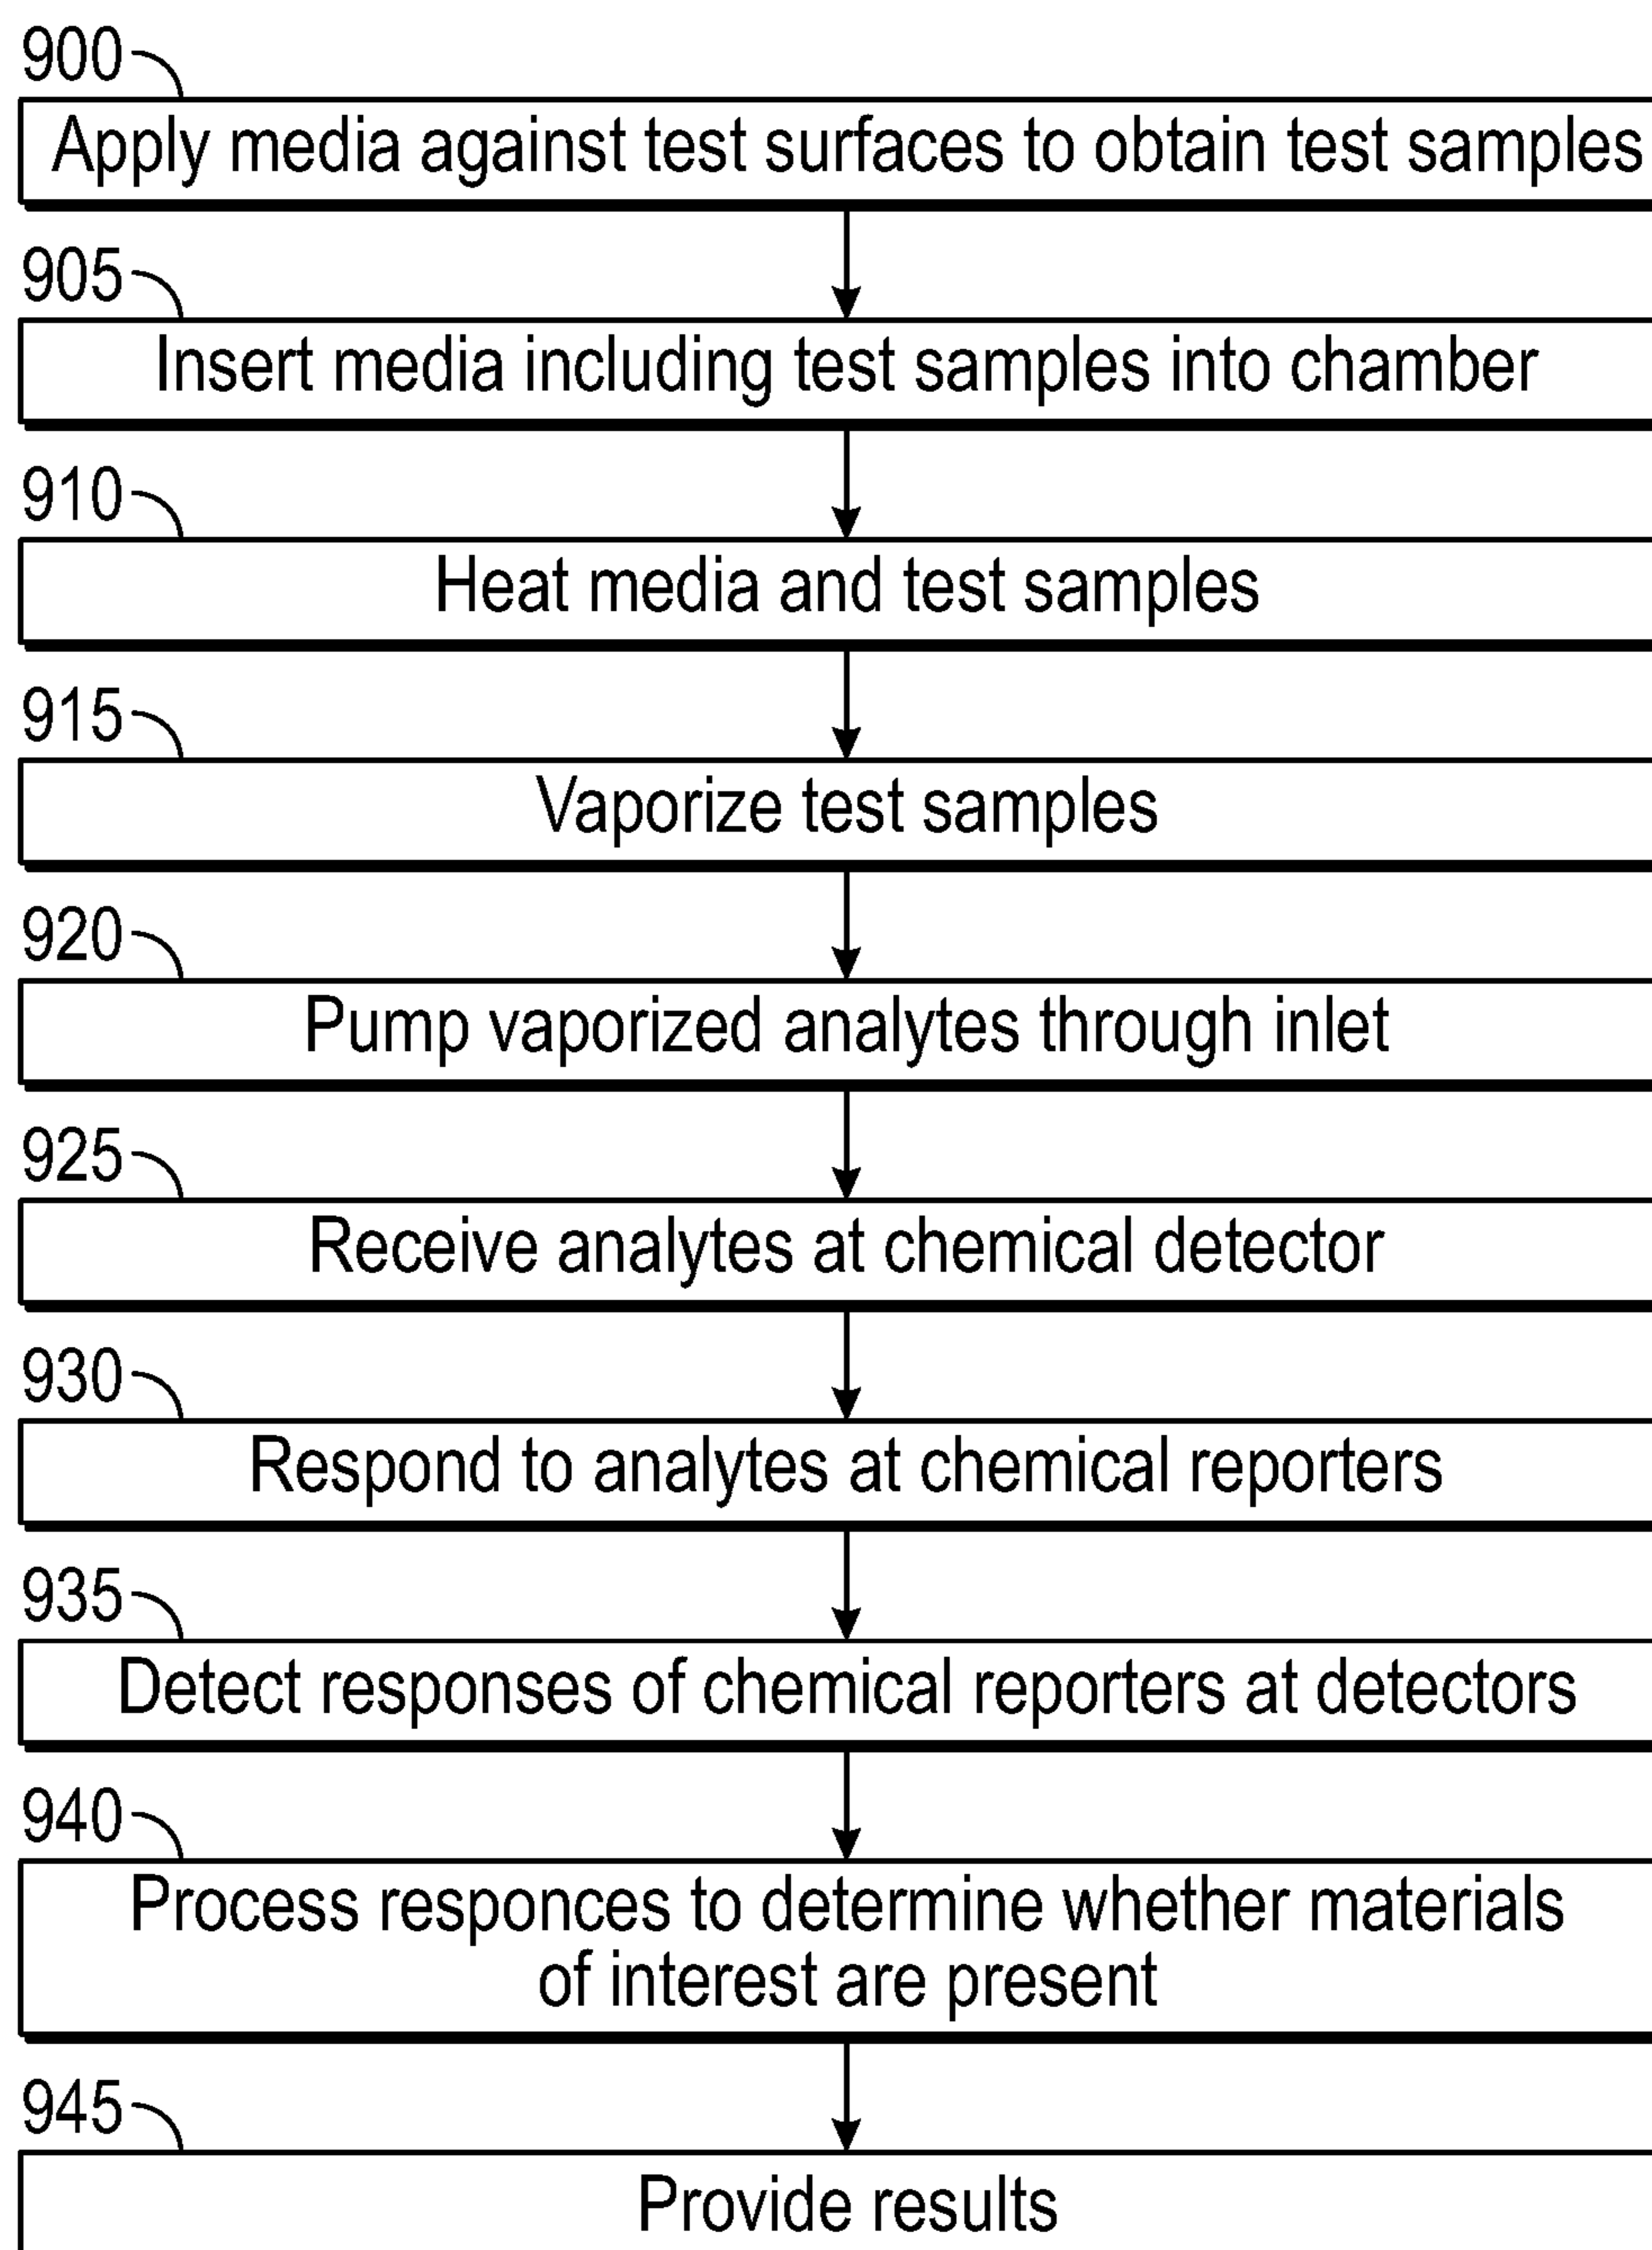 900
Apply media against test surfaces to obtain test samples
905
Insert media including test samples into chamber
910
Heat media and test samples
915
Vaporize test samples
920
Pump vaporized analytes through inlet
925
Receive analytes at chemical detector
930
Respond to analytes at chemical reporters
935
Detect responses of chemical reporters at detectors
940
Process responces to determine whether materials
of interest are present
945
Provide results